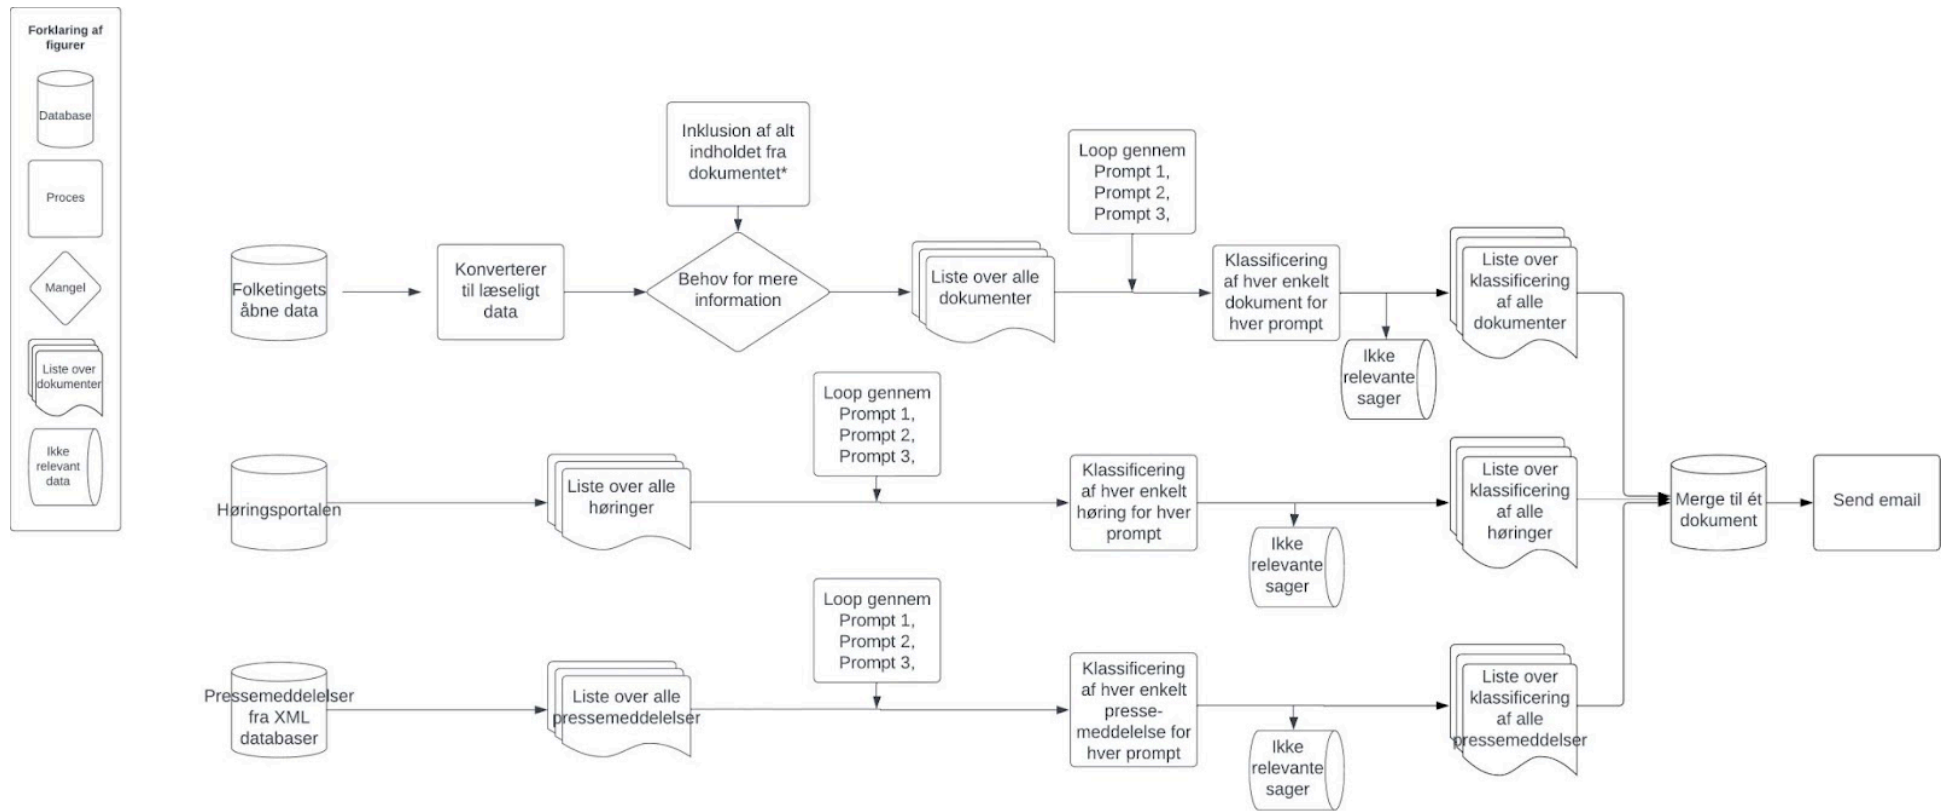 Forklaring af
figurer
Database
Proces
Mangel
Liste over
dokumenter
Ikke
relevant
data
Inklusion af alt
indholdet fra
dokumentet*
Loop gennem
Prompt 1,
Prompt 2,
Prompt 3,
Folketingets
åbne data
Konverterer
til læseligt
data
Behov for mere
information
Liste over alle
dokumenter
Klassificering
af hver enkelt
dokument for
hver prompt
Ikke
relevante
sager
Liste over
klassificering
af alle
dokumenter
Loop gennem
Prompt 1,
Prompt 2,
Prompt 3,
Høringsportalen
Liste over alle
høringer
Klassificering
af hver enkelt
høring for hver
prompt
Ikke
relevante
sager
Liste over
klassificering
af alle
høringer
Merge til ét
dokument
Send email
Loop gennem
Prompt 1,
Prompt 2,
Prompt 3,
Pressemeddelelser
fra XML
databaser
Liste over alle
pressemeddelelser
Klassificering
af hver enkelt
presse-
meddelelse for
hver prompt
Ikke
relevante
sager
Liste over
klassificering
af alle
pressemeddelser